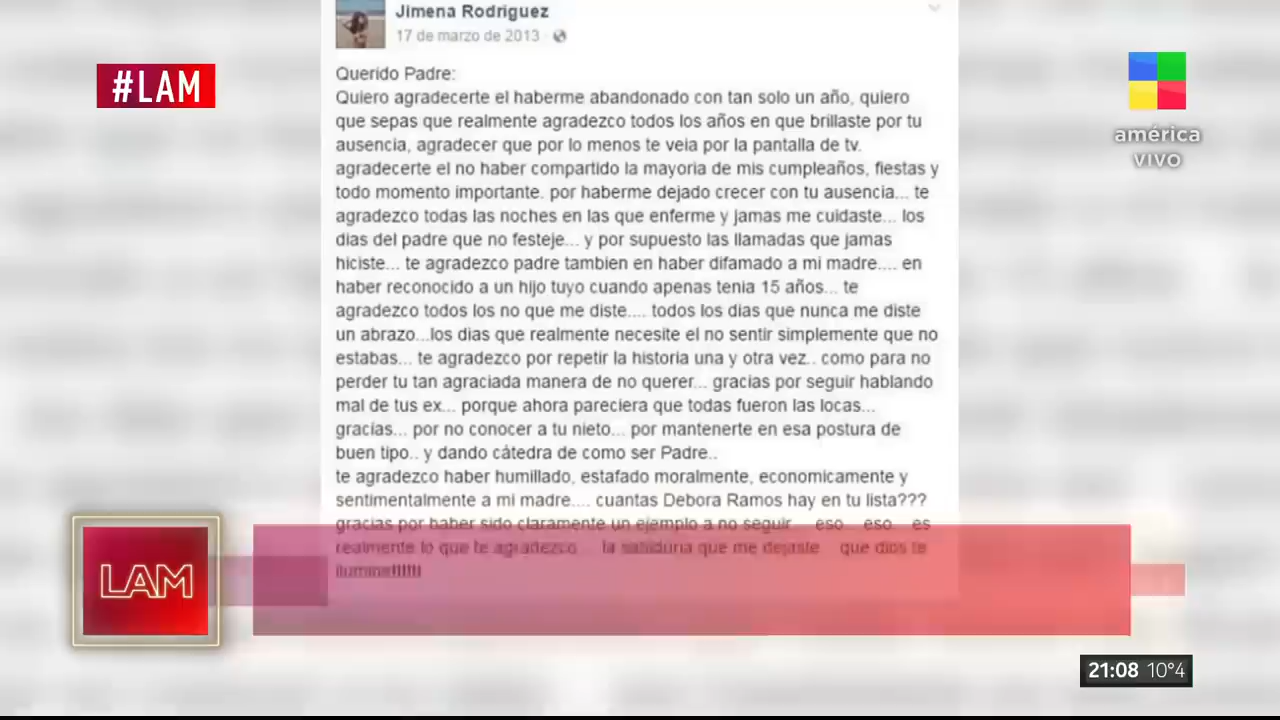 Jimena Rodriguez
17 de marzo de 2013
#LAM
américa
VIVO
Querido Padre:
Quiero agradecerte el haberme abandonado con tan solo un año, quiero
que sepas que realmente agradezco todos los años en que brillaste por tu
ausencia, agradecer que por lo menos te veia por la pantalla de tv.
agradecerte el no haber compartido la mayoria de mis cumpleaños, fiestas y
todo momento importante. por haberme dejado crecer con tu ausencia... te
agradezco todas las noches en las que enferme y jamas me cuidaste... los
dias del padre que no festeje... y por supuesto las llamadas que jamas
hiciste... te agradezco padre tambien en haber difamado a mi madre.... en
haber reconocido a un hijo tuyo cuando apenas tenia 15 años... te
agradezco todos los no que me diste.... todos los dias que nunca me diste
un abrazo...los dias que realmente necesite el no sentir simplemente que no
estabas... te agradezco por repetir la historia una y otra vez.. como para no
perder tu tan agraciada manera de no querer... gracias por seguir hablando
mal de tus ex... porque ahora pareciera que todas fueron las locas...
gracias... por no conocer a tu nieto... por mantenerte en esa postura de
buen tipo.. y dando cátedra de como ser Padre..
te agradezco haber humillado, estafado moralmente, economicamente y
sentimentalmente a mi madre.... cuantas Debora Ramos hay en tu lista???
gracias por haber sido claramente un ejemplo a no seguir... eso... eso... es
realmente lo que te agradezco.... la sabiduria que me dejaste... que dios te
ilumine!!!!!!
LAM
21:08 10°4